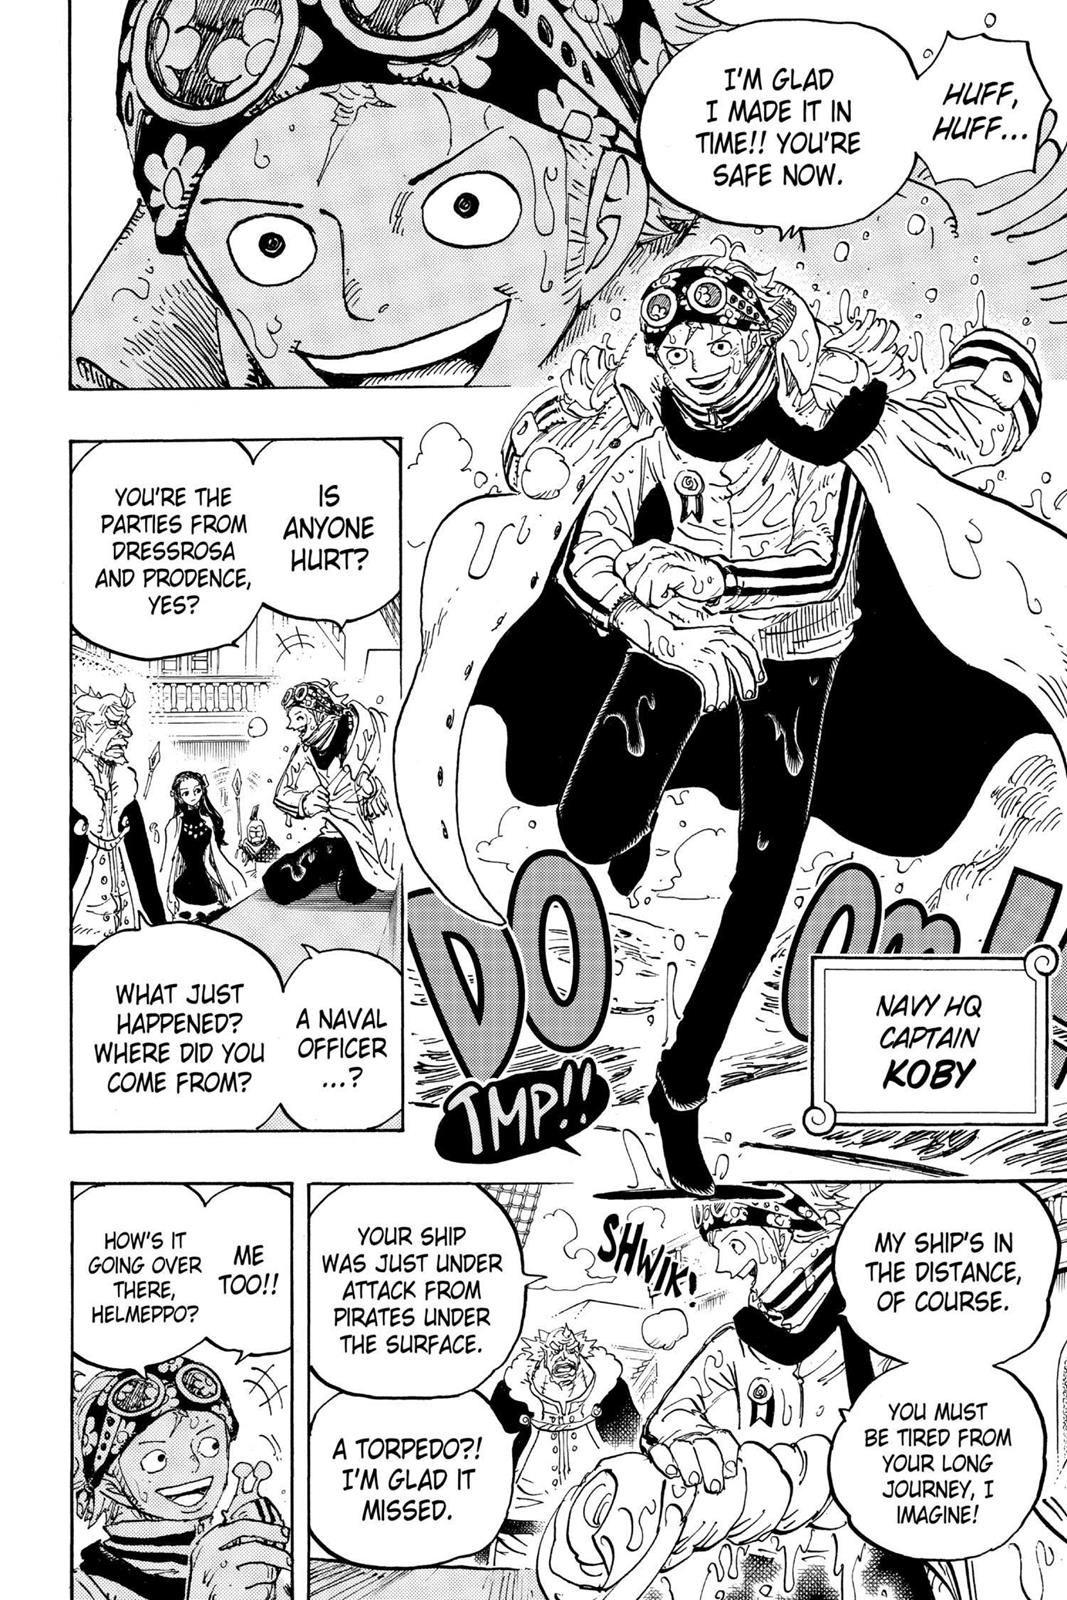 HUFF,
HUFF...
I'M GLAD
I MADE IT IN
TIME!! YOU'RE
SAFE NOW.
DOOM!
TMP!!
NAVY HQ
CAPTAIN
KOBY
IS
ANYONE
HURT?
YOU'RE THE
PARTIES FROM
DRESSROSA
AND PRODENCE,
YES?
A NAVAL
OFFICER
...?
WHAT JUST
HAPPENED?
WHERE DID YOU
COME FROM?
MY SHIP'S IN
THE DISTANCE,
OF COURSE.
YOU MUST
BE TIRED FROM
YOUR LONG
JOURNEY, I
IMAGINE!
SHWIK!
YOUR SHIP
WAS JUST UNDER
ATTACK FROM
PIRATES UNDER
THE SURFACE.
A TORPEDO?!
I'M GLAD IT
MISSED.
ME
TOO!!
HOW'S IT
GOING OVER
THERE,
HELMEPPO?